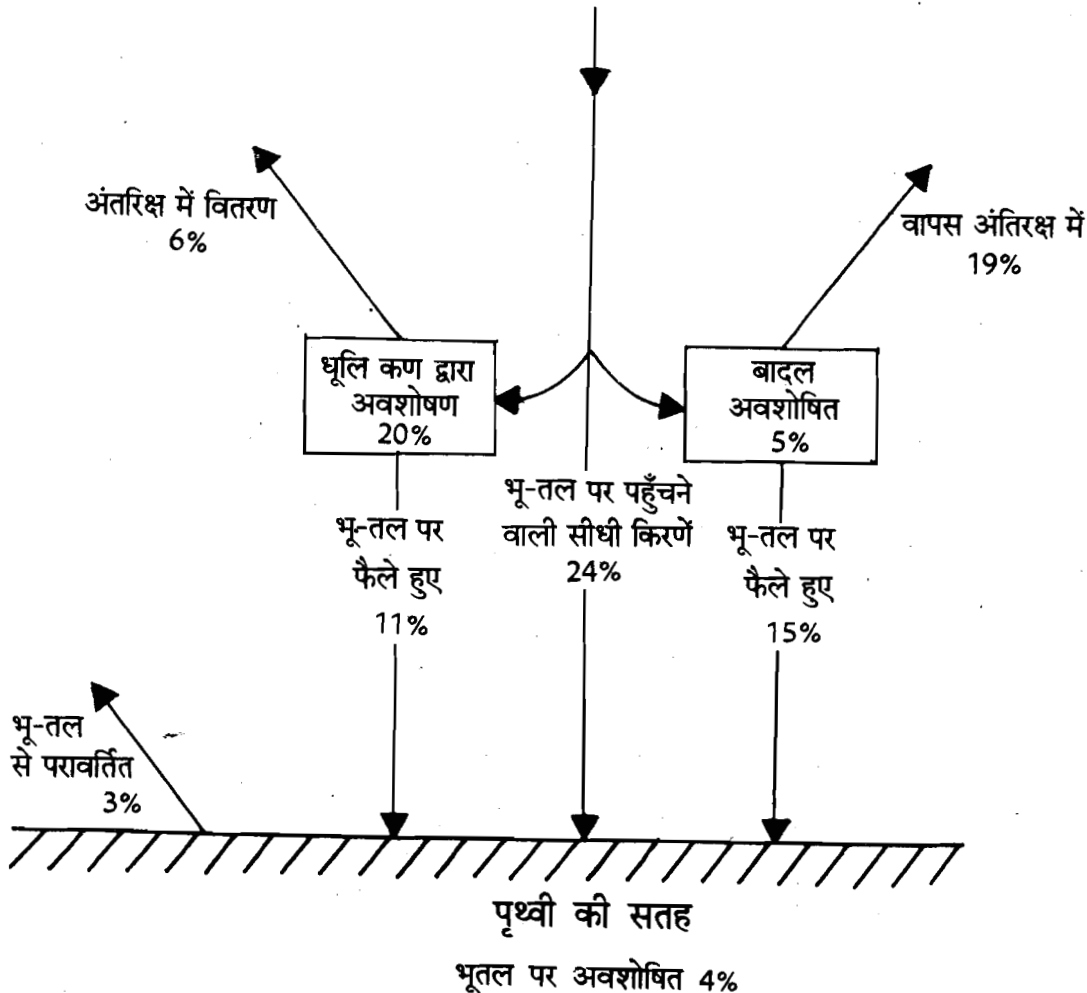 अंतरिक्ष में वितरण
6%
वापस अंतिरक्ष में
19%
धूलि कण द्वारा
अवशोषण
20%
बादल
अवशोषित
5%
भू-तल पर पहुँचने
वाली सीधी किरणें
24%
भू-तल पर
फैले हुए
11%
भू-तल पर
फैले हुए
15%
भू-तल
से परावर्तित
3%
पृथ्वी की सतह
भूतल पर अवशोषित 4%